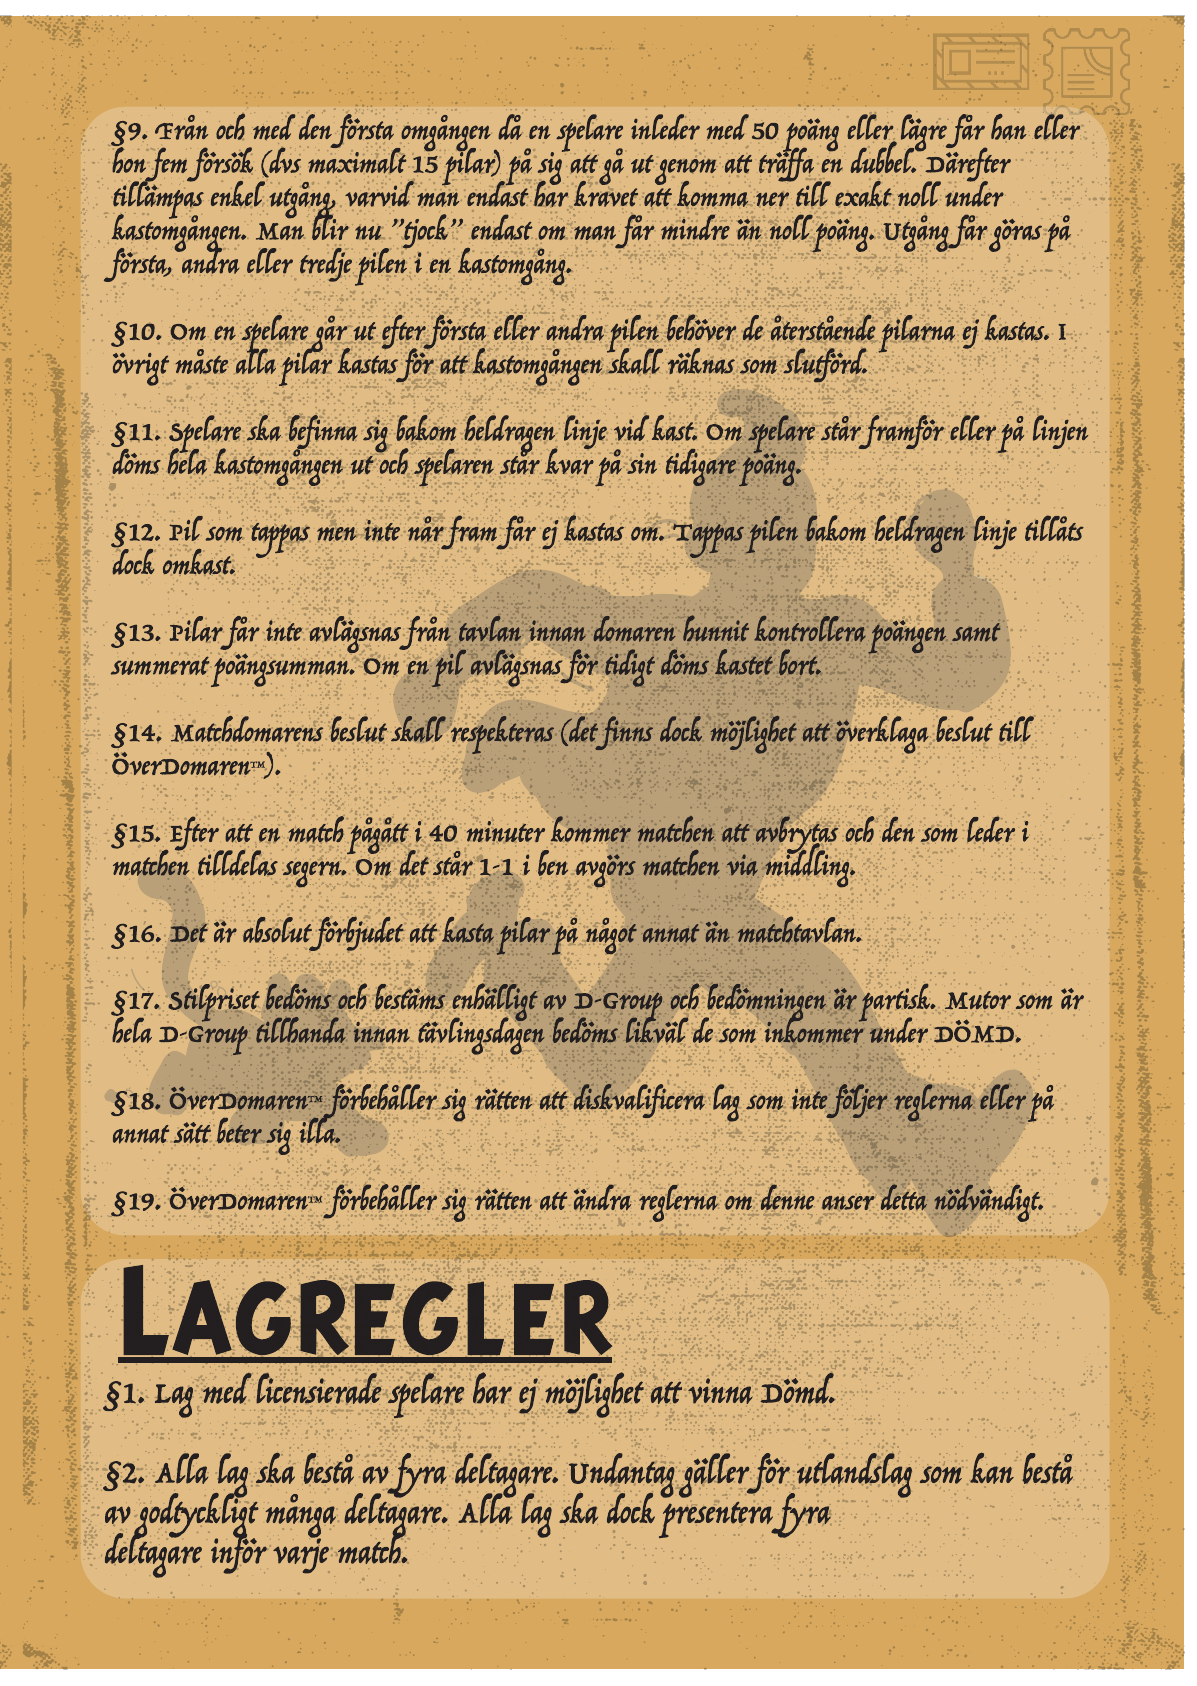 §9. Från och med den första omgången då en spelare inleder med 50 poäng eller lägre får han eller
hon fem försök (dvs maximalt 15 pilar) på sig att gå ut genom att träffa en dubbel. Därefter
tillämpas enkel utgång, varvid man endast har kravet att komma ner till exakt noll under
kastomgången. Man blir nu ”tjock” endast om man får mindre än noll poäng. Utgång får göras på
första, andra eller tredje pilen i en kastomgång.
§10. Om en spelare går ut efter första eller andra pilen behöver de återstående pilarna ej kastas. I
övrigt måste alla pilar kastas för att kastomgången skall räknas som slutförd.
§11. Spelare ska befinna sig bakom heldragen linje vid kast. Om spelare står framför eller på linjen
döms hela kastomgången ut och spelaren står kvar på sin tidigare poäng.
§12. Pil som tappas men inte når fram får ej kastas om. Tappas pilen bakom heldragen linje tillåts
dock omkast.
§13. Pilar får inte avlägsnas från tavlan innan domaren hunnit kontrollera poängen samt
summerat poängsumman. Om en pil avlägsnas för tidigt döms kastet bort.
§14. Matchdomarens beslut skall respekteras (det finns dock möjlighet att överklaga beslut till
ÖverDomaren™).
§15. Efter att en match pågått i 40 minuter kommer matchen att avbrytas och den som leder i
matchen tilldelas segern. Om det står 1-1 i ben avgörs matchen via middling.
§16. Det är absolut förbjudet att kasta pilar på något annat än matchtavlan.
§17. Stilpriset bedöms och bestäms enhälligt av D-Group och bedömningen är partisk. Mutor som är
hela D-Group tillhanda innan tävlingsdagen bedöms likväl de som inkommer under DÖMD.
§18. ÖverDomaren™ förbehåller sig rätten att diskvalificera lag som inte följer reglerna eller på
annat sätt beter sig illa.
§19. ÖverDomaren™ förbehåller sig rätten att ändra reglerna om denne anser detta nödvändigt.
LAGREGLER
§1. Lag med licensierade spelare har ej möjlighet att vinna Dömd.
§2. Alla lag ska bestå av fyra deltagare. Undantag gäller för utlandslag som kan bestå
av godtyckligt många deltagare. Alla lag ska dock presentera fyra
deltagare inför varje match.